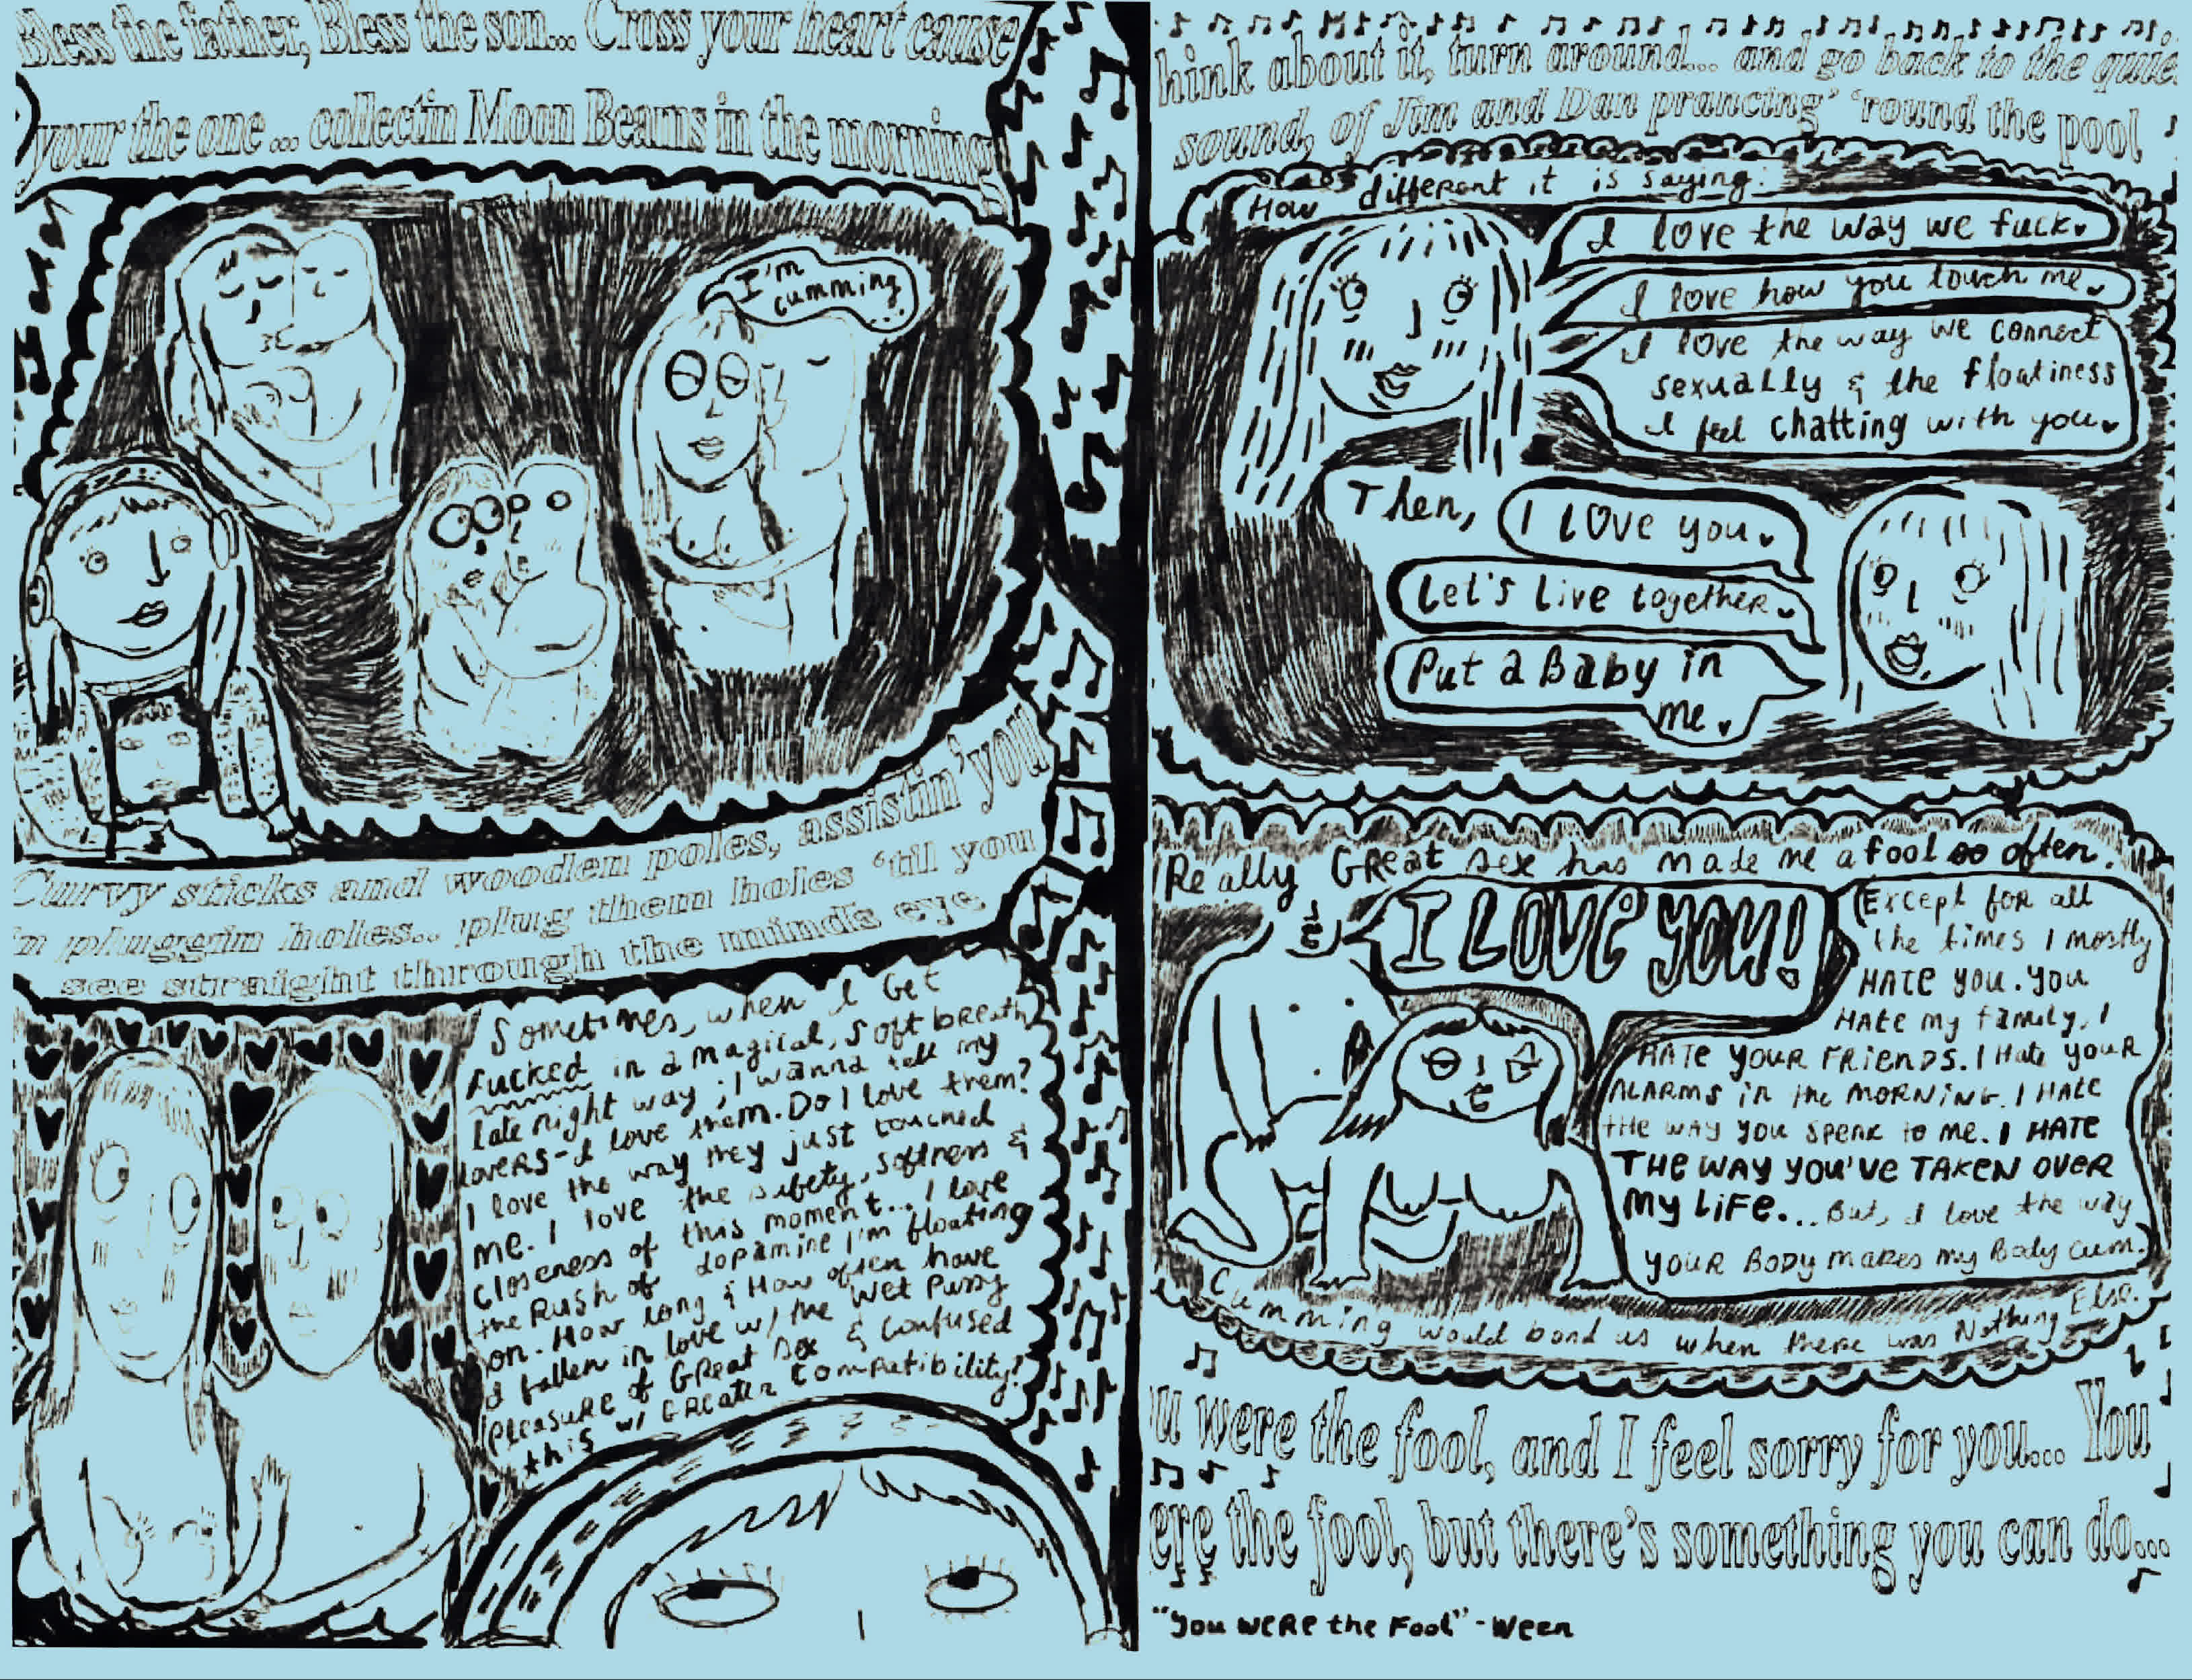 Bless the father, Bless the son... Cross your heart cause
your the one... collectin Moon Beams in the morning
I'm
cumming
Curvy sticks and wooden poles, assistin' you
n pluggin holes.. plug them holes 'til you
see straight through the minds eye
Sometimes, when I get
fucked in a magical, soft breath
late night way; I wanna tell my
lovers - I love them. Do I love them?
I love the way they just touched
me. I love the safety, softness &
closeness of this moment... I love
the rush of dopamine I'm floating
on. How long & How often have
I fallen in love w/ the wet pussy
pleasure of Great sex & confused
this w/ GREater compatibility?
hink about it, turn around... and go back to the quie
sound, of Jim and Dan prancing' 'round the pool
How different it is saying:
I love the way we fuck.
I love how you touch me.
I love the way we connect
sexually & the floatiness
I feel chatting with you.
Then,
I LOVE you.
Let's live together.
Put a Baby in
me.
Really Great sex has made me a fool so often.
I LOVE YOU!
Except for all
the times I mostly
HATE you. You
HAte my family, I
HATE YOUR FRiENDS. I Hate your
ALARMS in the MORNiNG. I HATE
tHe WAY you speak to me. I HATE
THE WAY YOU'VE TAKEN OVER
MY LiFE... But, I love the way
YOUR BODY makes my Body cum.
Cumming would bond us when there was Nothing Else.
u were the fool, and I feel sorry for you... You
ere the fool, but there's something you can do...
"You WERE the Fool" - Ween